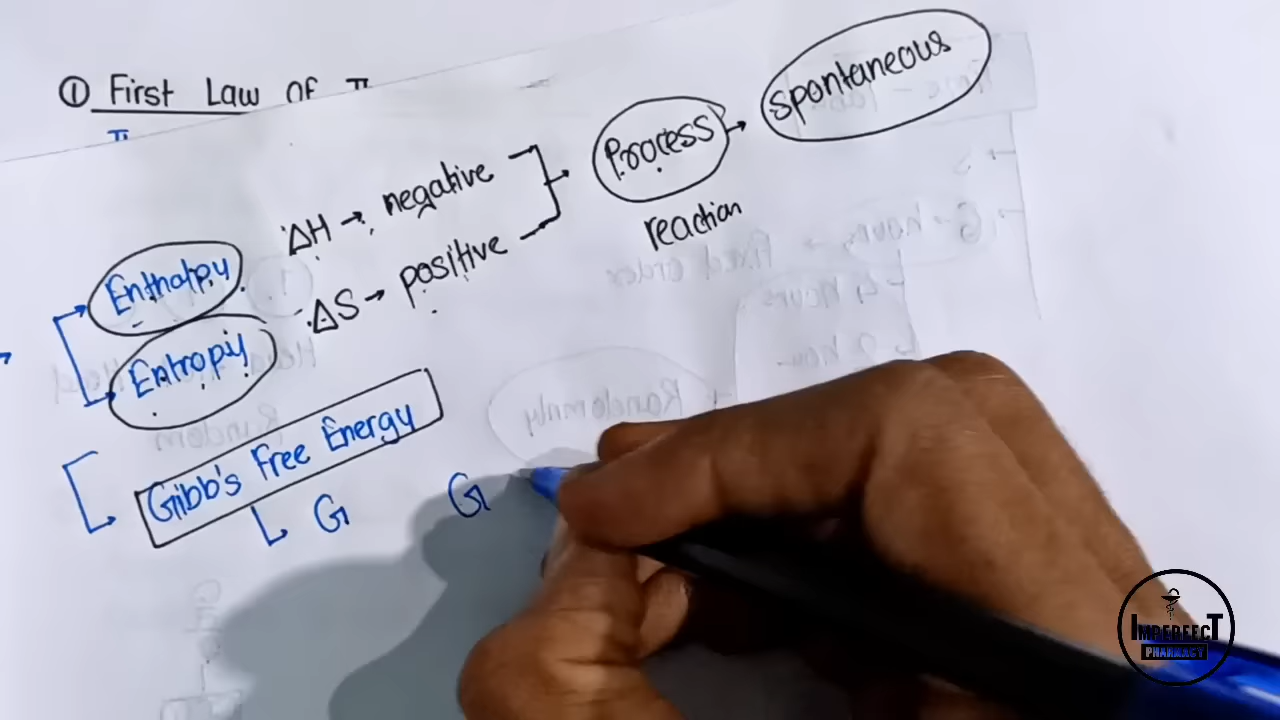 ① First Law Of
spontaneous
Process
reaction
Enthalpy ΔH → negative
Entropy ΔS → positive
Gibb's Free Energy
G G
IMPERFECT
PHARMACY